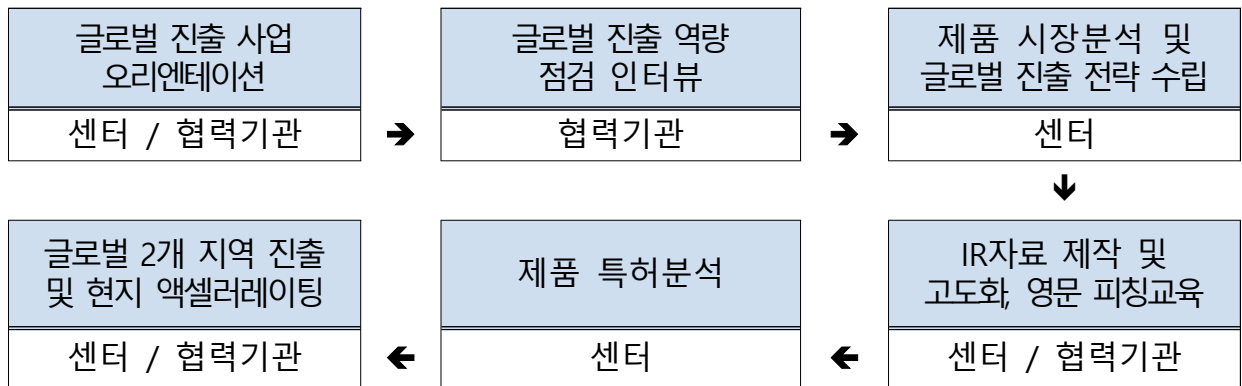 글로벌 진출 사업
오리엔테이션
센터 / 협력기관
➔
글로벌 진출 역량
점검 인터뷰
협력기관
➔
제품 시장분석 및
글로벌 진출 전략 수립
센터
🡻
IR자료 제작 및
고도화, 영문 피칭교육
센터 / 협력기관
🡸
제품 특허분석
센터
🡸
글로벌 2개 지역 진출
및 현지 액셀러레이팅
센터 / 협력기관